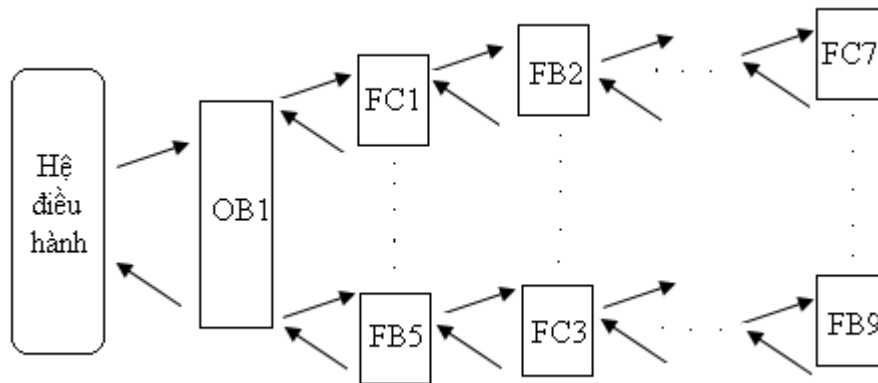 Hệ
điều
hành
OB1
FC1
FB2
FC7
FB5
FC3
FB9